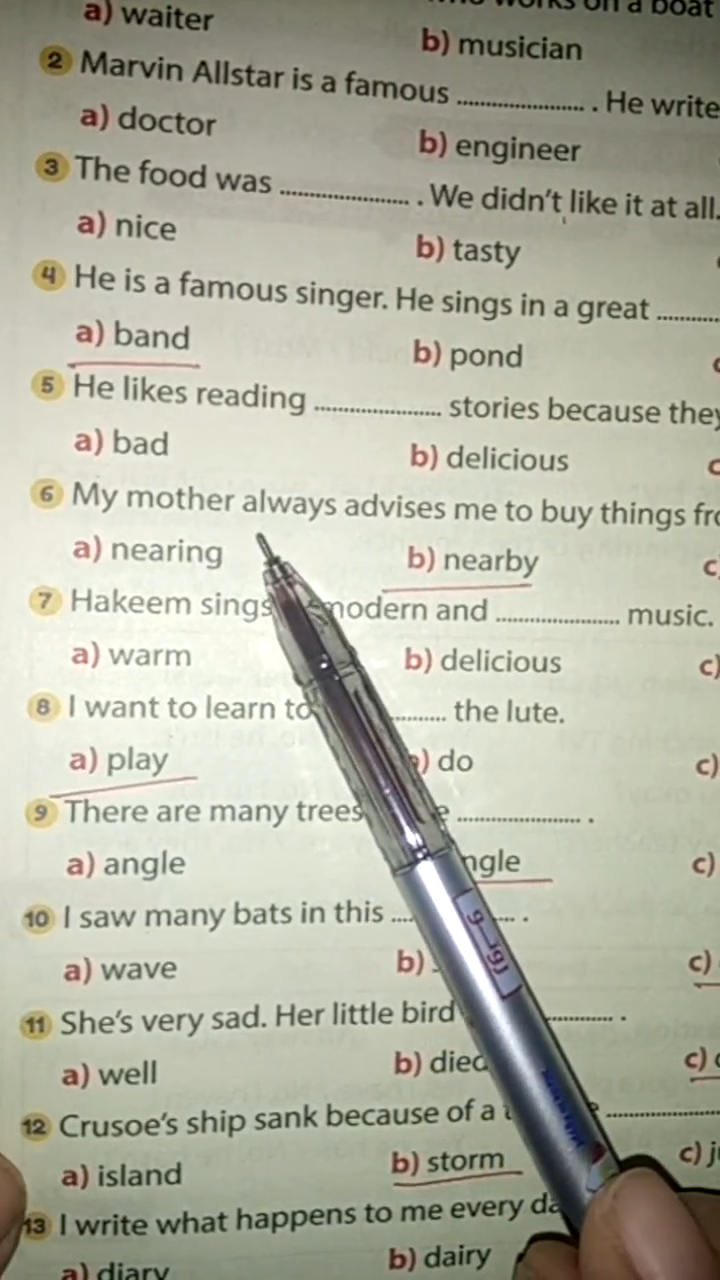 on a boat
a) waiter b) musician
2 Marvin Allstar is a famous .................... . He write
a) doctor b) engineer
3 The food was .................... . We didn't like it at all.
a) nice b) tasty
4 He is a famous singer. He sings in a great ..........
a) band b) pond
5 He likes reading .................... stories because they
a) bad b) delicious c
6 My mother always advises me to buy things fro
a) nearing b) nearby c)
7 Hakeem sings modern and .................... music.
a) warm b) delicious c)
8 I want to learn to .......... the lute.
a) play b) do c)
9 There are many trees .................... .
a) angle ngle c)
10 I saw many bats in this .................... .
a) wave b) c)
11 She's very sad. Her little bird .......... .
a) well b) died c)
12 Crusoe's ship sank because of a ....................
a) island b) storm c) j
13 I write what happens to me every da
a) diary b) dairy